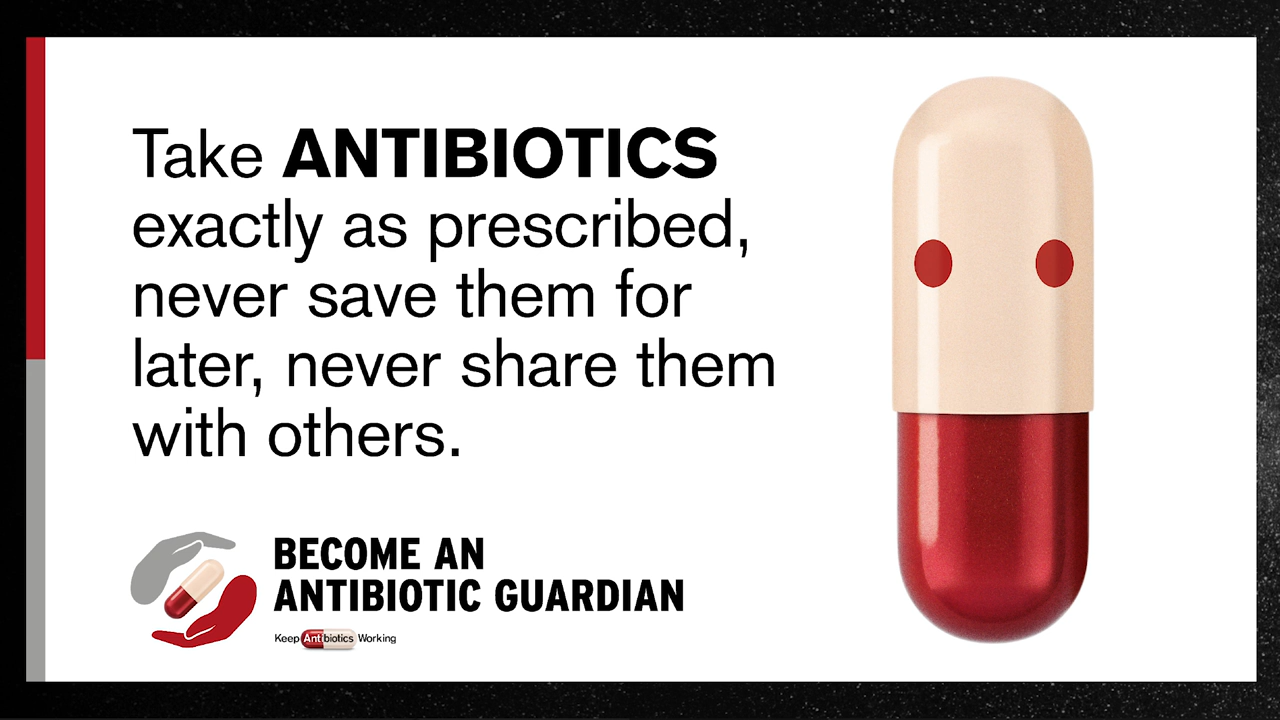 Take ANTIBIOTICS
exactly as prescribed,
never save them for
later, never share them
with others.
BECOME AN
ANTIBIOTIC GUARDIAN
Keep Antibiotics Working